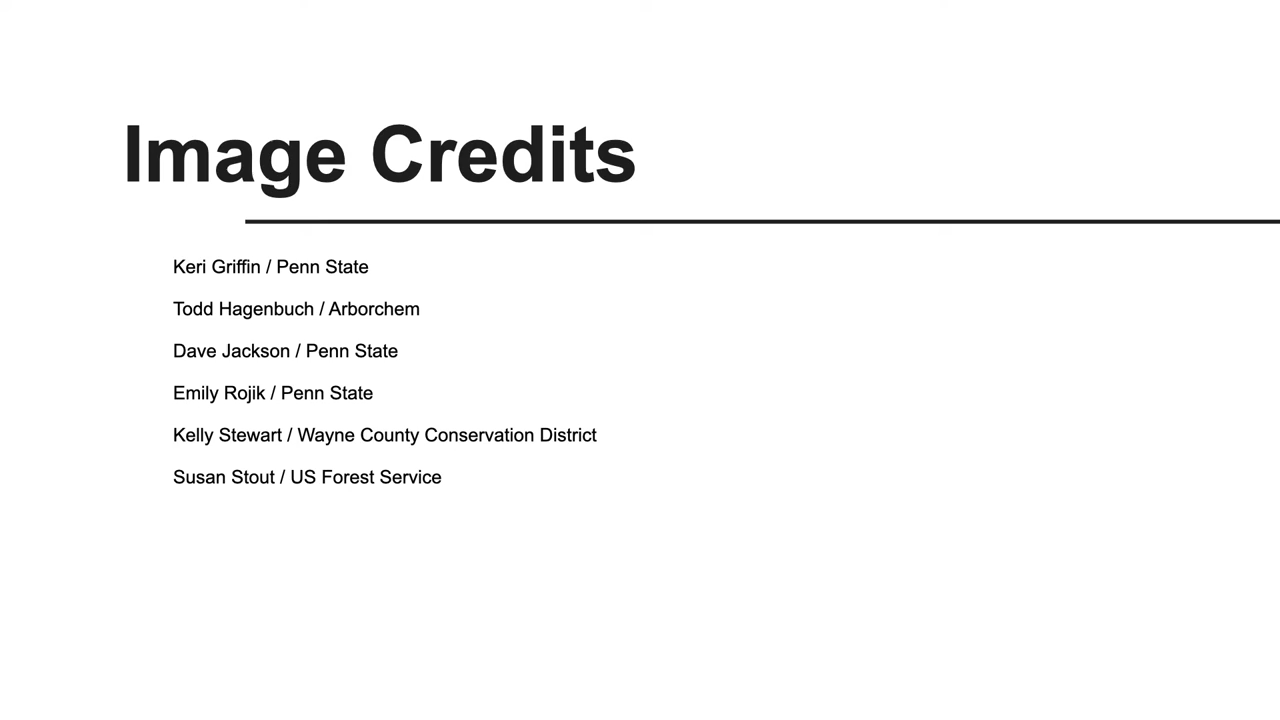 Image Credits
Keri Griffin / Penn State
Todd Hagenbuch / Arborchem
Dave Jackson / Penn State
Emily Rojik / Penn State
Kelly Stewart / Wayne County Conservation District
Susan Stout / US Forest Service